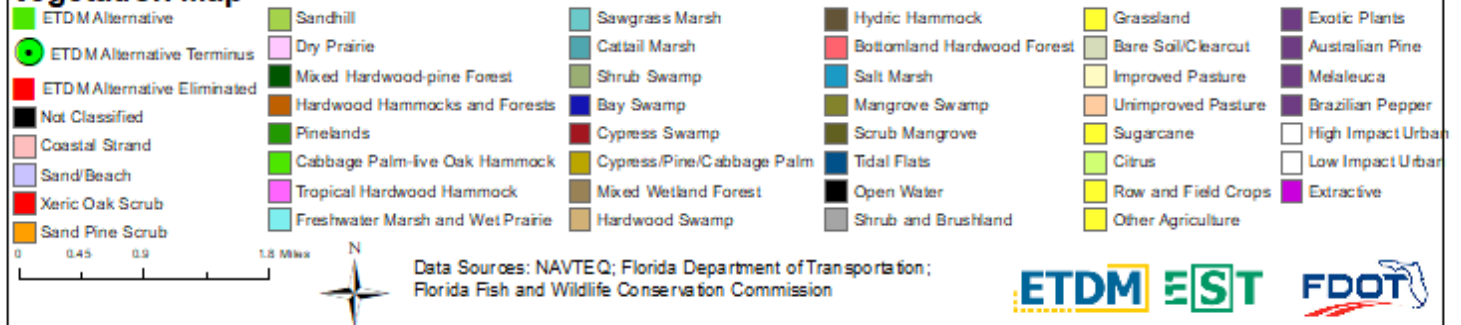 Vegetation Map
ETDM Alternative
ETDM Alternative Terminus
ETDM Alternative Eliminated
Not Classified
Coastal Strand
Sand/Beach
Xeric Oak Scrub
Sand Pine Scrub
Sandhill
Dry Prairie
Mixed Hardwood-pine Forest
Hardwood Hammocks and Forests
Pinelands
Cabbage Palm-live Oak Hammock
Tropical Hardwood Hammock
Freshwater Marsh and Wet Prairie
Sawgrass Marsh
Cattail Marsh
Shrub Swamp
Bay Swamp
Cypress Swamp
Cypress/Pine/Cabbage Palm
Mixed Wetland Forest
Hardwood Swamp
Hydric Hammock
Bottomland Hardwood Forest
Salt Marsh
Mangrove Swamp
Scrub Mangrove
Tidal Flats
Open Water
Shrub and Brushland
Grassland
Bare Soil/Clearcut
Improved Pasture
Unimproved Pasture
Sugarcane
Citrus
Row and Field Crops
Other Agriculture
Exotic Plants
Australian Pine
Melaleuca
Brazilian Pepper
High Impact Urban
Low Impact Urban
Extractive
0 0.45 0.9 1.8 Miles
N
Data Sources: NAVTEQ; Florida Department of Transportation;
Florida Fish and Wildlife Conservation Commission
ETDM EST FDOT